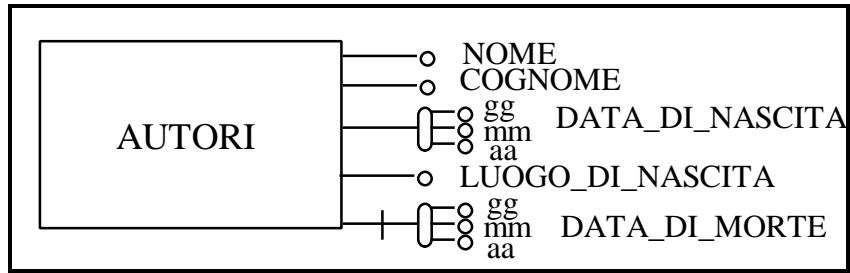 AUTORI
NOME
COGNOME
gg
mm DATA_DI_NASCITA
aa
LUOGO_DI_NASCITA
gg
mm DATA_DI_MORTE
aa